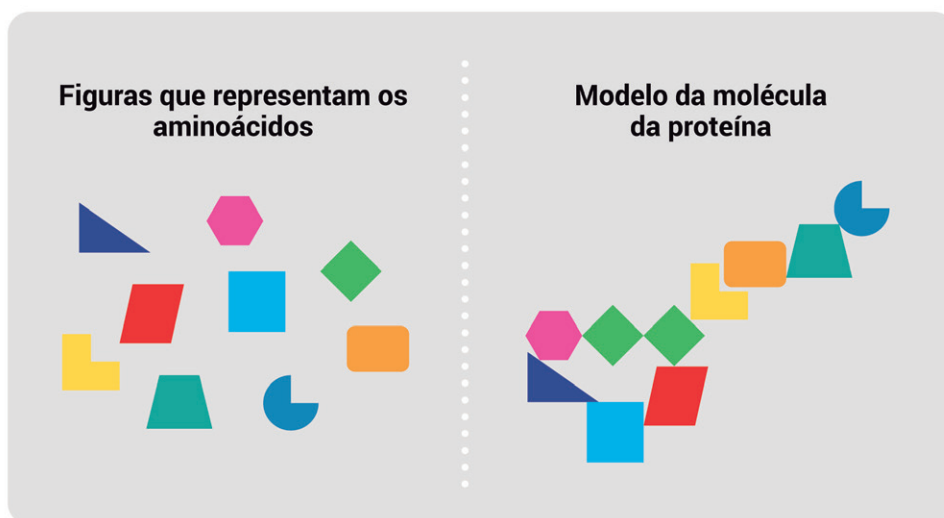 Figuras que representam os
aminoácidos
Modelo da molécula
da proteína